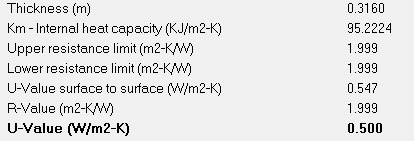 Thickness (m) 0.3160
Km - Internal heat capacity (KJ/m2-K) 95.2224
Upper resistance limit (m2-K/W) 1.999
Lower resistance limit (m2-K/W) 1.999
U-Value surface to surface (W/m2-K) 0.547
R-Value (m2-K/W) 1.999
U-Value (W/m2-K) 0.500